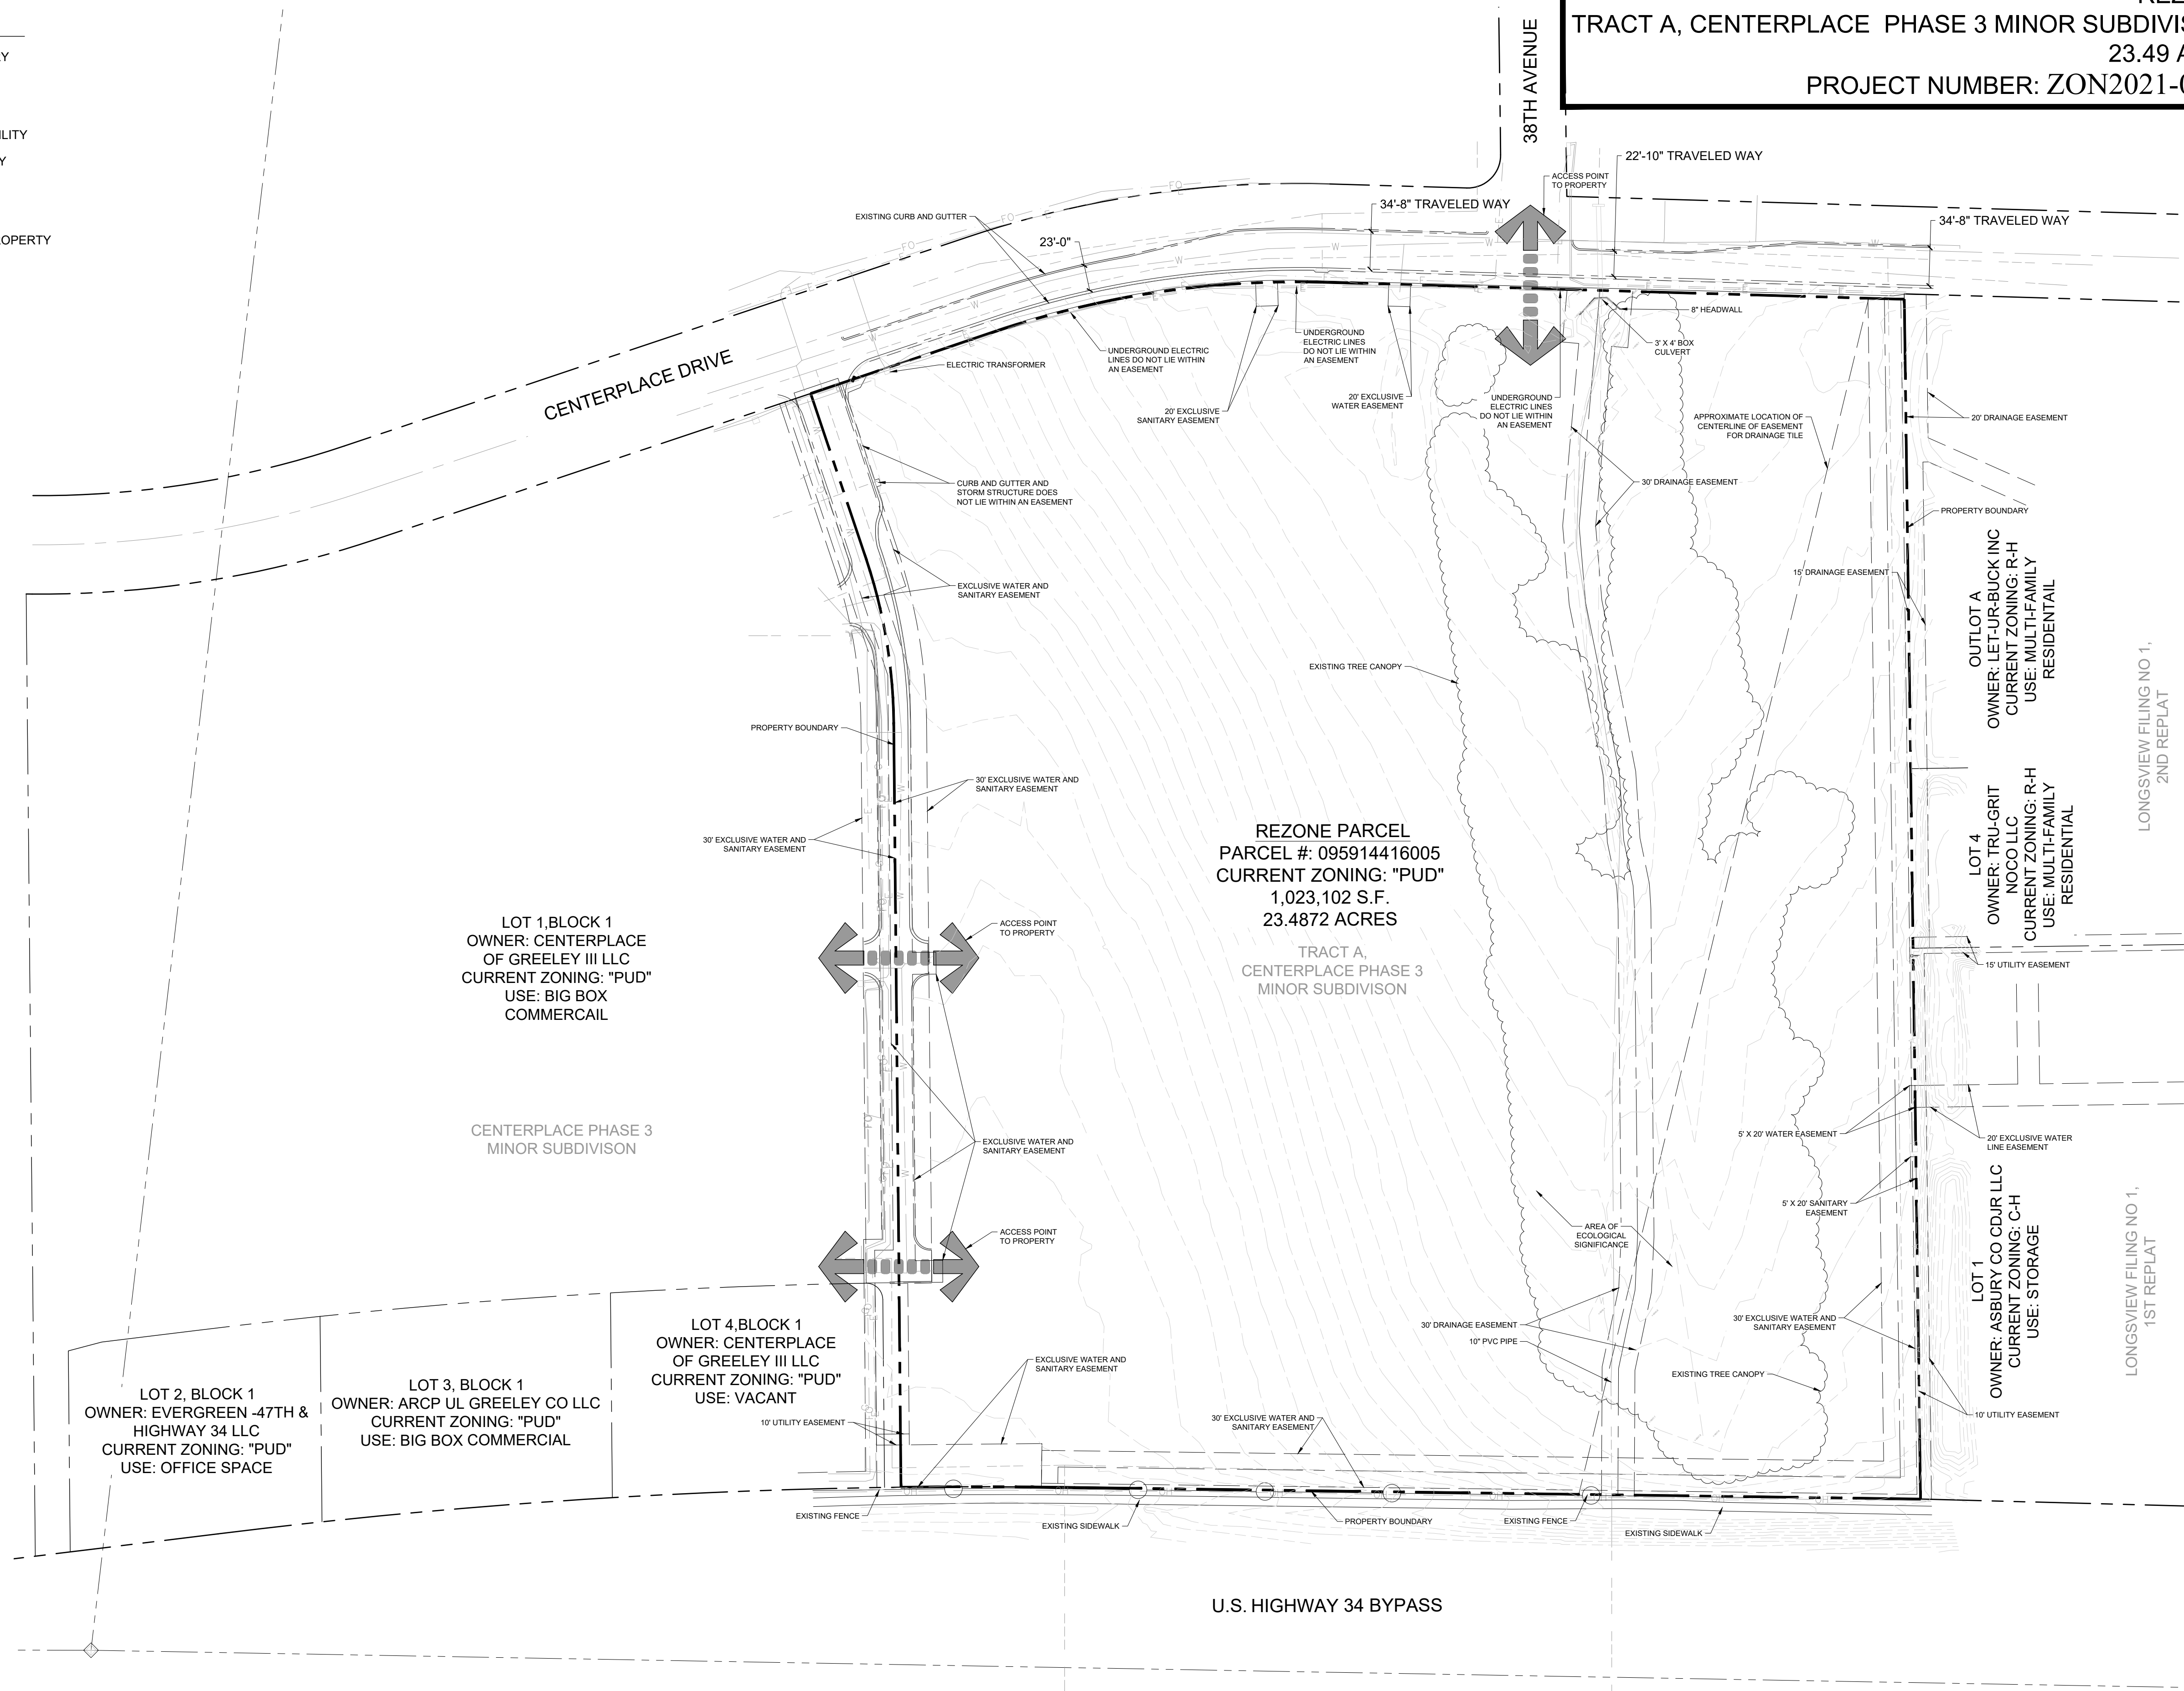 TRACT A, CENTERPLACE PHASE 3 MINOR
23.49
PROJECT NUMBER:
38TH AVENUE
22'-10" TRAVELED WAY
ACCESS POINT
TO PROPERTY
34'-8" TRAVELED WAY
34'-8" TRAVELED WAY
EXISTING CURB AND GUTTER
23'-0"
8" HEADWALL
3' X 4' BOX
CULVERT
UNDERGROUND ELECTRIC
LINES DO NOT LIE WITHIN
AN EASEMENT
UNDERGROUND
ELECTRIC LINES
DO NOT LIE WITHIN
AN EASEMENT
ELECTRIC TRANSFORMER
CENTERPLACE DRIVE
20' EXCLUSIVE
SANITARY EASEMENT
20' EXCLUSIVE
WATER EASEMENT
UNDERGROUND
ELECTRIC LINES
DO NOT LIE WITHIN
AN EASEMENT
APPROXIMATE LOCATION OF
CENTERLINE OF EASEMENT
FOR DRAINAGE TILE
20' DRAINAGE EASEMENT
CURB AND GUTTER AND
STORM STRUCTURE DOES
NOT LIE WITHIN AN EASEMENT
30' DRAINAGE EASEMENT
PROPERTY BOUNDARY
15' DRAINAGE EASEMENT
EXCLUSIVE WATER AND
SANITARY EASEMENT
OUTLOT A
OWNER: LET-UR-BUCK INC
CURRENT ZONING: R-H
USE: MULTI-FAMILY
RESIDENTAIL
LONGSVIEW FILING NO 1,
2ND REPLAT
EXISTING TREE CANOPY
PROPERTY BOUNDARY
30' EXCLUSIVE WATER AND
SANITARY EASEMENT
30' EXCLUSIVE WATER AND
SANITARY EASEMENT
REZONE PARCEL
PARCEL #: 095914416005
CURRENT ZONING: "PUD"
1,023,102 S.F.
23.4872 ACRES
TRACT A,
CENTERPLACE PHASE 3
MINOR SUBDIVISON
LOT 4
OWNER: TRU-GRIT
NOCO LLC
CURRENT ZONING: R-H
USE: MULTI-FAMILY
RESIDENTIAL
LOT 1,BLOCK 1
OWNER: CENTERPLACE
OF GREELEY III LLC
CURRENT ZONING: "PUD"
USE: BIG BOX
COMMERCAIL
ACCESS POINT
TO PROPERTY
15' UTILITY EASEMENT
CENTERPLACE PHASE 3
MINOR SUBDIVISON
EXCLUSIVE WATER AND
SANITARY EASEMENT
5' X 20' WATER EASEMENT
20' EXCLUSIVE WATER
LINE EASEMENT
5' X 20' SANITARY
EASEMENT
ACCESS POINT
TO PROPERTY
AREA OF
ECOLOGICAL
SIGNIFICANCE
LOT 1
OWNER: ASBURY CO CDJR LLC
CURRENT ZONING: C-H
USE: STORAGE
LONGSVIEW FILING NO 1,
1ST REPLAT
30' DRAINAGE EASEMENT
10" PVC PIPE
30' EXCLUSIVE WATER AND
SANITARY EASEMENT
LOT 4,BLOCK 1
OWNER: CENTERPLACE
OF GREELEY III LLC
CURRENT ZONING: "PUD"
USE: VACANT
EXCLUSIVE WATER AND
SANITARY EASEMENT
EXISTING TREE CANOPY
LOT 2, BLOCK 1
OWNER: EVERGREEN -47TH &
HIGHWAY 34 LLC
CURRENT ZONING: "PUD"
USE: OFFICE SPACE
LOT 3, BLOCK 1
OWNER: ARCP UL GREELEY CO LLC
CURRENT ZONING: "PUD"
USE: BIG BOX COMMERCIAL
10' UTILITY EASEMENT
30' EXCLUSIVE WATER AND
SANITARY EASEMENT
10' UTILITY EASEMENT
EXISTING FENCE
EXISTING SIDEWALK
PROPERTY BOUNDARY
EXISTING FENCE
EXISTING SIDEWALK
U.S. HIGHWAY 34 BYPASS